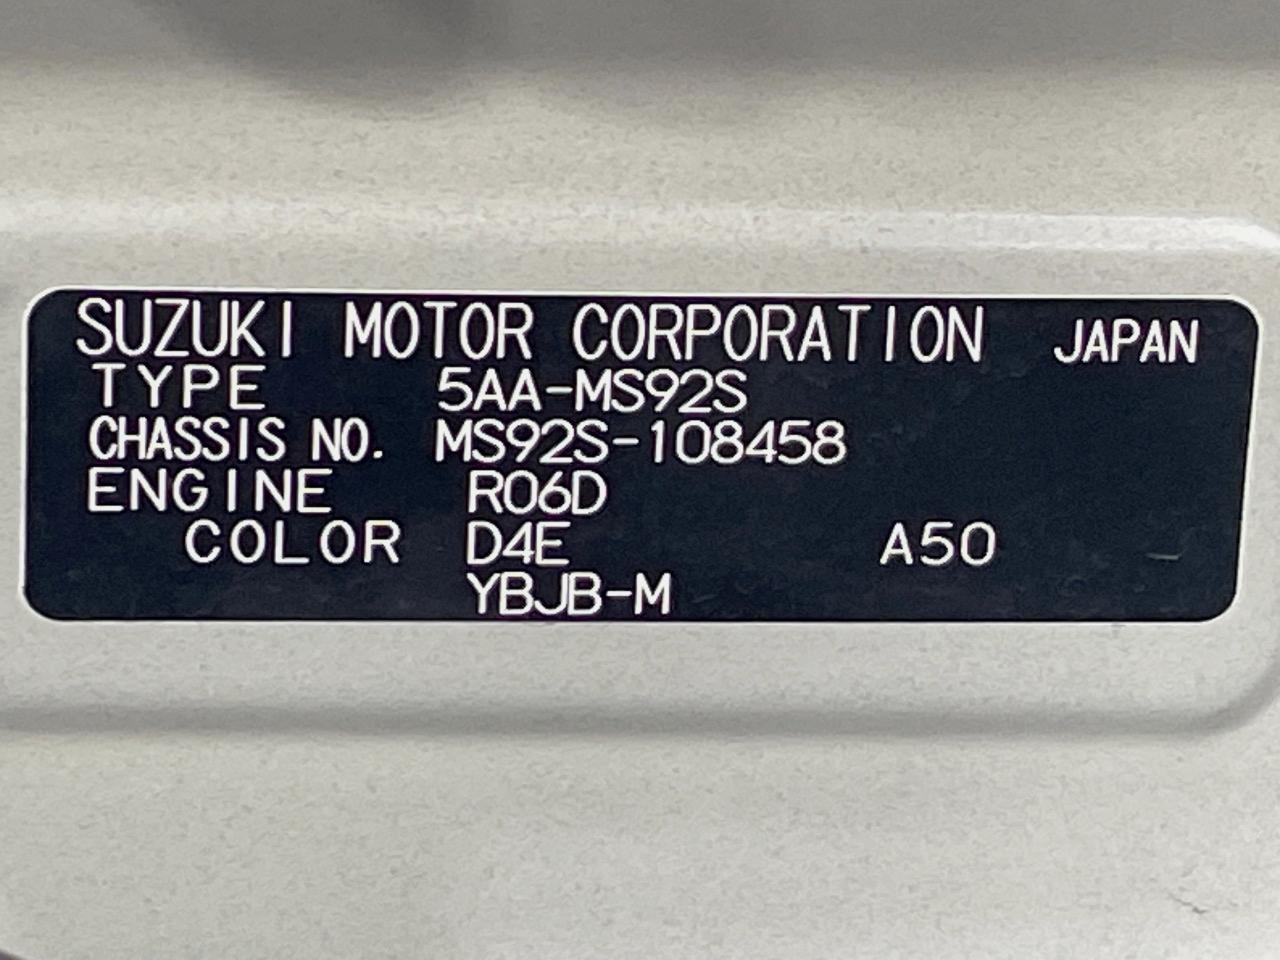 SUZUKI MOTOR CORPORATION JAPAN
TYPE 5AA-MS92S
CHASSIS NO. MS92S-108458
ENGINE R06D
COLOR D4E A50
YBJB-M